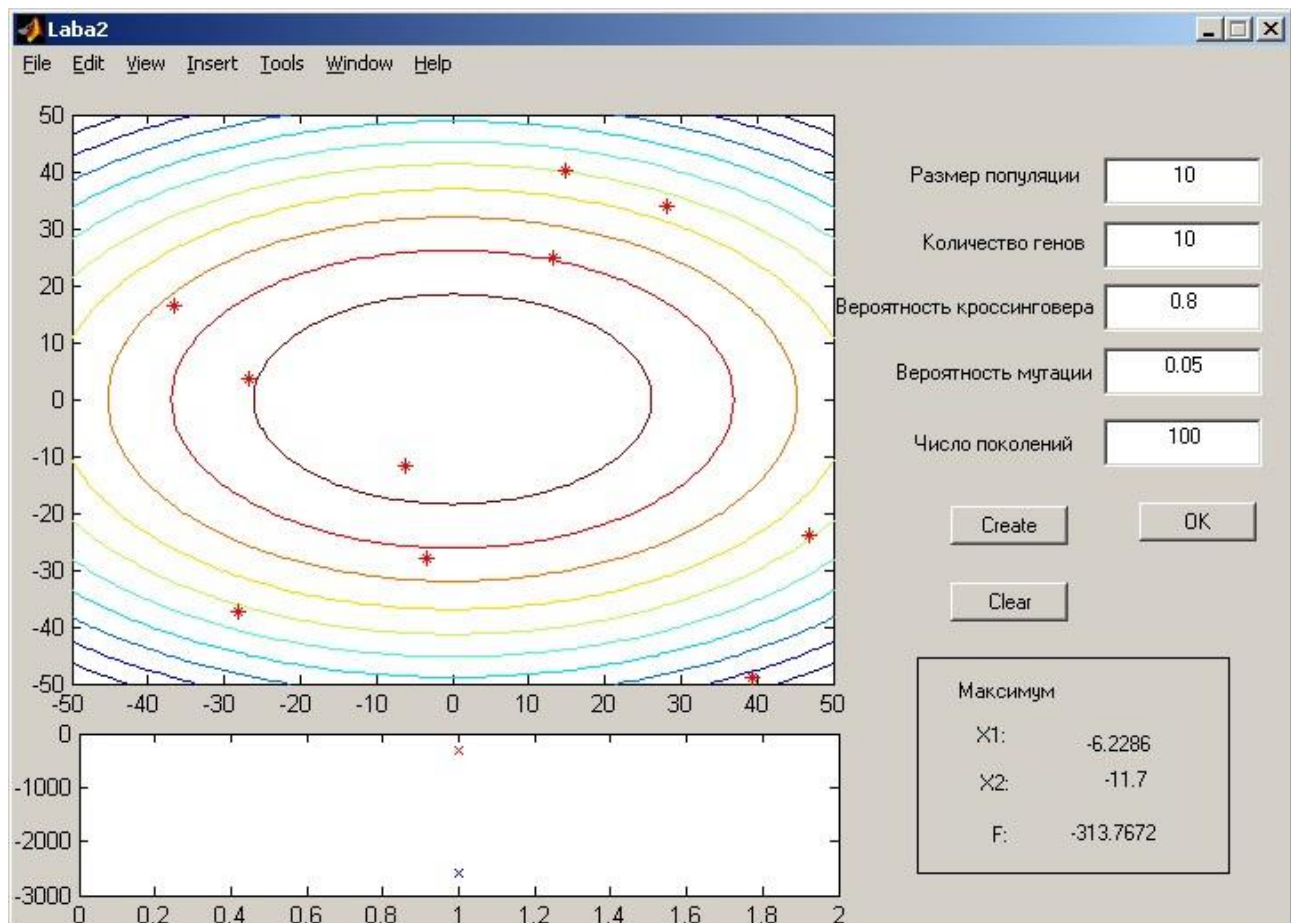 Laba2
File Edit View Insert Tools Window Help
50
40
30
20
10
0
-10
-20
-30
-40
-50
-50 -40 -30 -20 -10 0 10 20 30 40 50
0
-1000
-2000
-3000
0 0.2 0.4 0.6 0.8 1 1.2 1.4 1.6 1.8 2
Размер популяции 10
Количество генов 10
Вероятность кроссинговера 0.8
Вероятность мутации 0.05
Число поколений 100
Create OK
Clear
Максимум
X1: -6.2286
X2: -11.7
F: -313.7672